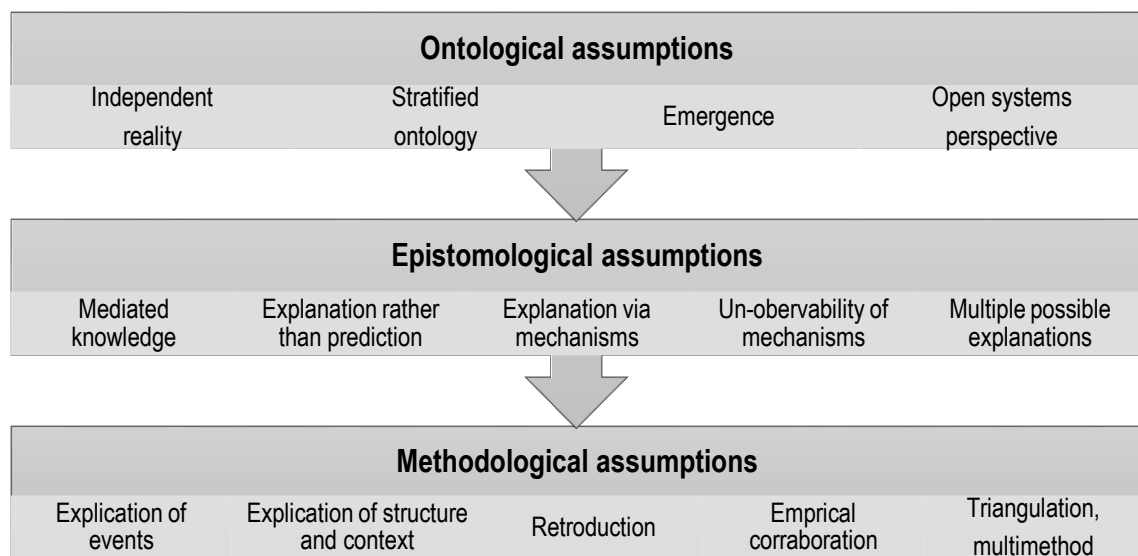 Ontological assumptions
Independent
reality
Stratified
ontology
Emergence
Open systems
perspective
Epistomological assumptions
Mediated
knowledge
Explanation rather
than prediction
Explanation via
mechanisms
Un-obervability of
mechanisms
Multiple possible
explanations
Methodological assumptions
Explication of
events
Explication of structure
and context
Retroduction
Emprical
corraboration
Triangulation,
multimethod